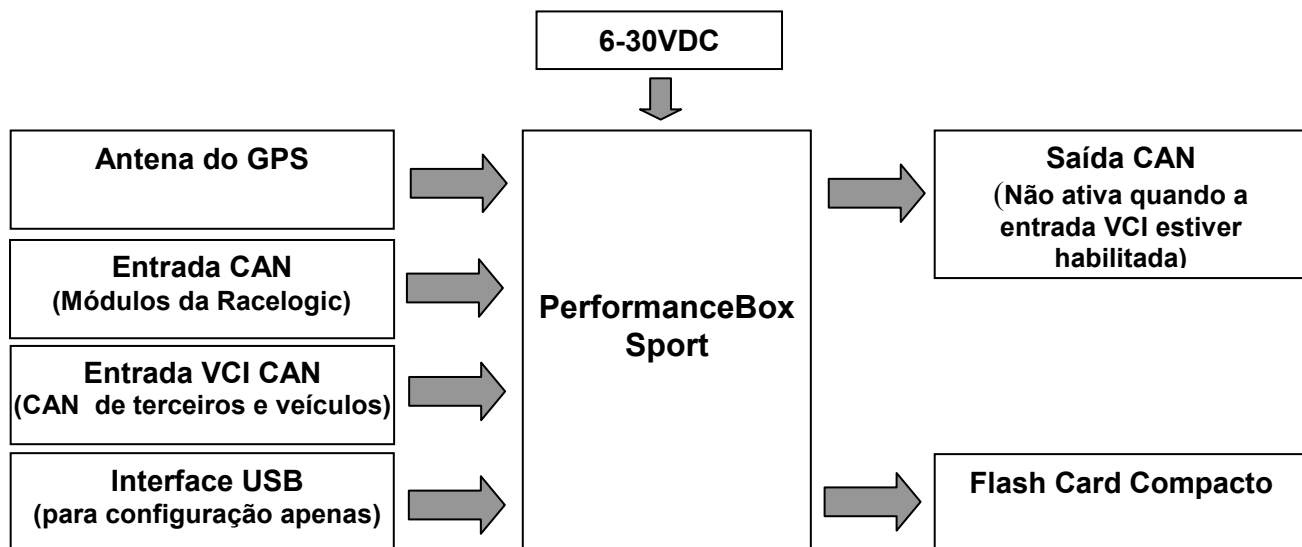 6-30VDC
Antena do GPS
Entrada CAN
(Módulos da Racelogic)
Entrada VCI CAN
(CAN de terceiros e veículos)
Interface USB
(para configuração apenas)
PerformanceBox
Sport
Saída CAN
(Não ativa quando a
entrada VCI estiver
habilitada)
Flash Card Compacto